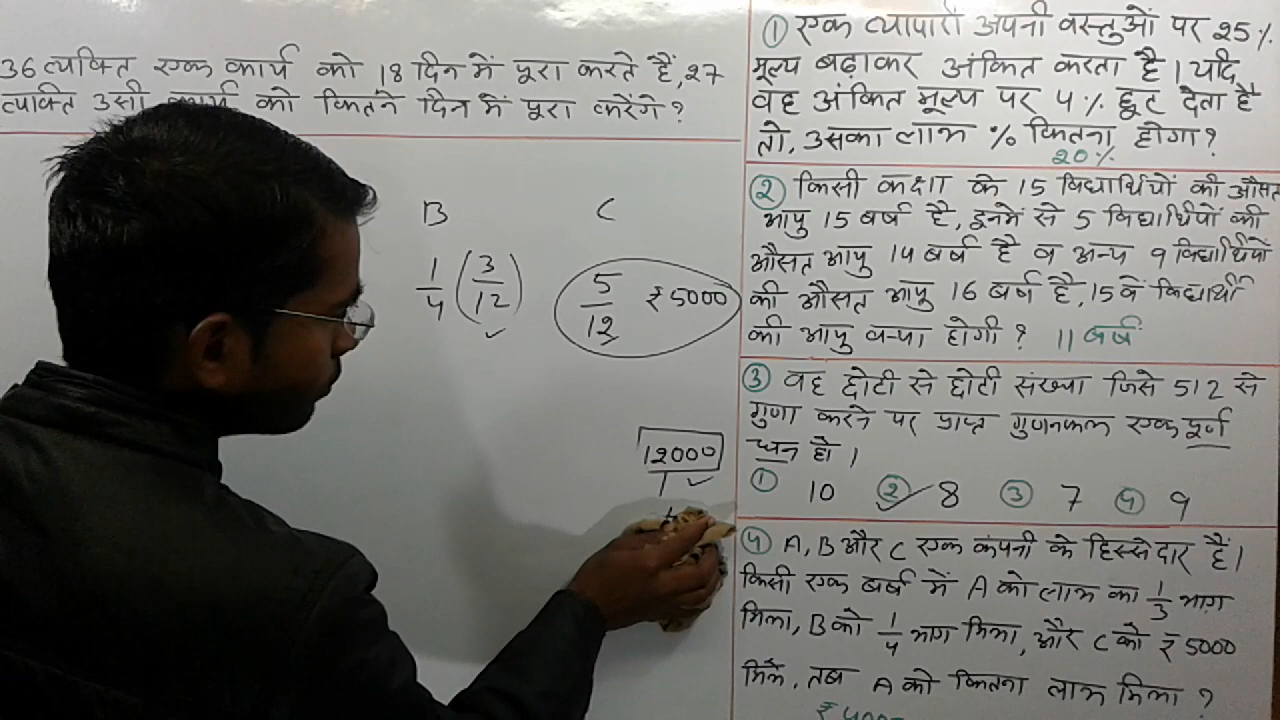 36 व्यक्ति एक कार्य को 18 दिन में पूरा करते हैं, 27
व्यक्ति उसी कार्य को कितने दिन में पूरा करेंगे ?
B C
1/4 (3/12) 5/12 ₹ 5000
12000
1
① एक व्यापारी अपनी वस्तुओं पर 25%
मूल्य बढ़ाकर अंकित करता है। यदि
वह अंकित मूल्य पर 4% छूट देता है
तो, उसका लाभ % कितना होगा?
20%
② किसी कक्षा के 15 विद्यार्थियों की औसत
आयु 15 वर्ष है, इनमें से 5 विद्यार्थियों की
औसत आयु 14 वर्ष है व अन्य 9 विद्यार्थियों
की औसत आयु 16 वर्ष है, 15 वें विद्यार्थी
की आयु क्या होगी ? 11 वर्ष
③ वह छोटी से छोटी संख्या जिसे 512 से
गुणा करने पर प्राप्त गुणनफल एक पूर्ण
घन हो।
① 10 ② 8 ③ 7 ④ 9
④ A, B और C एक कंपनी के हिस्सेदार हैं।
किसी एक वर्ष में A को लाभ का 1/3 भाग
मिला, B को 1/4 भाग मिला, और C को ₹ 5000
मिले, तब A को कितना लाभ मिला ?